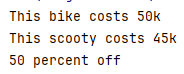 This bike costs 50k
This scooty costs 45k
50 percent off